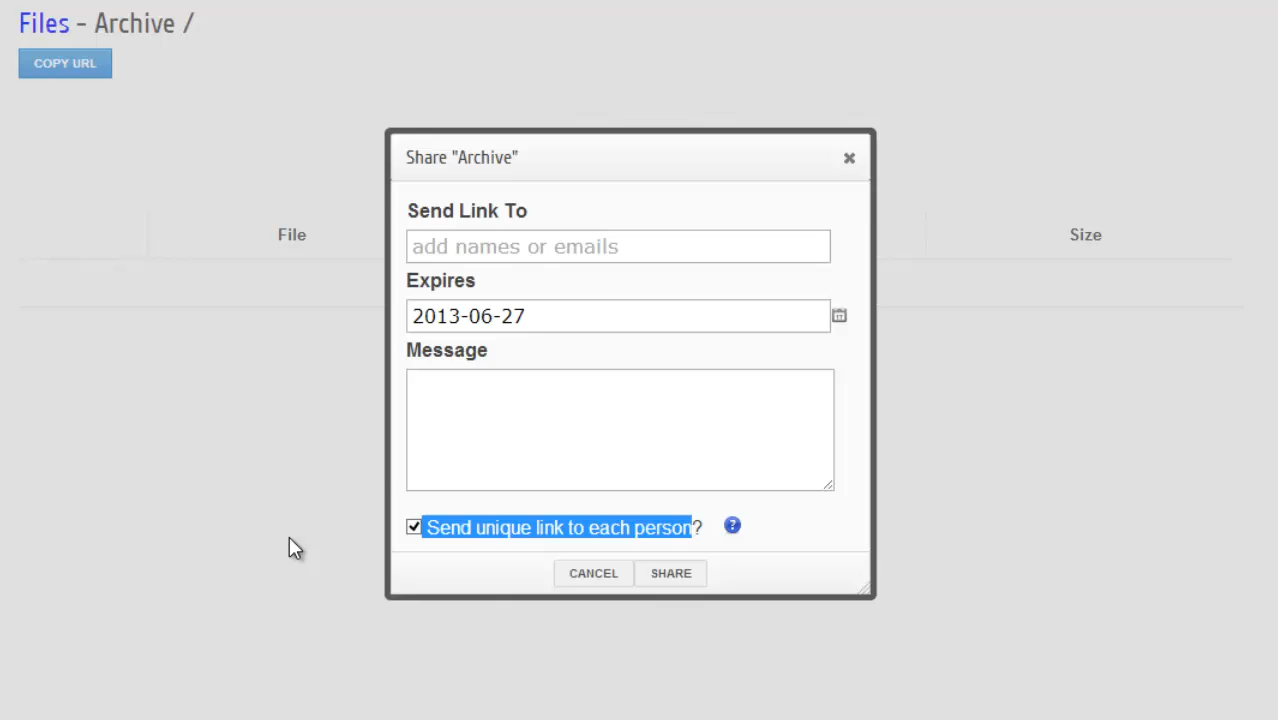 Files - Archive /
COPY URL
Share "Archive"
Send Link To
add names or emails
File
Size
Expires
2013-06-27
Message
Send unique link to each person?
CANCEL SHARE